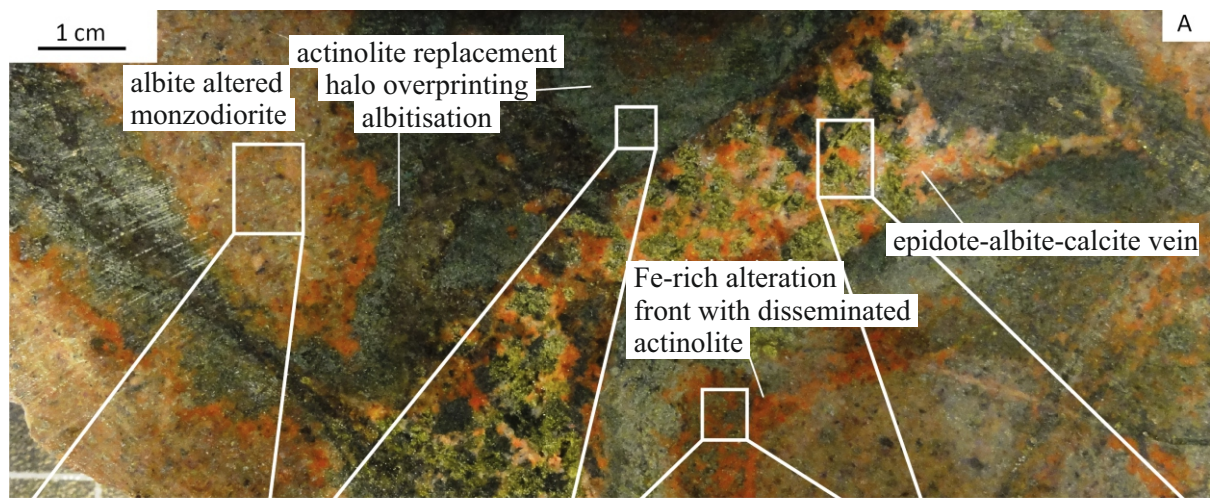 1 cm
A
actinolite replacement
halo overprinting
albitisation
albite altered
monzodiorite
epidote-albite-calcite vein
Fe-rich alteration
front with disseminated
actinolite